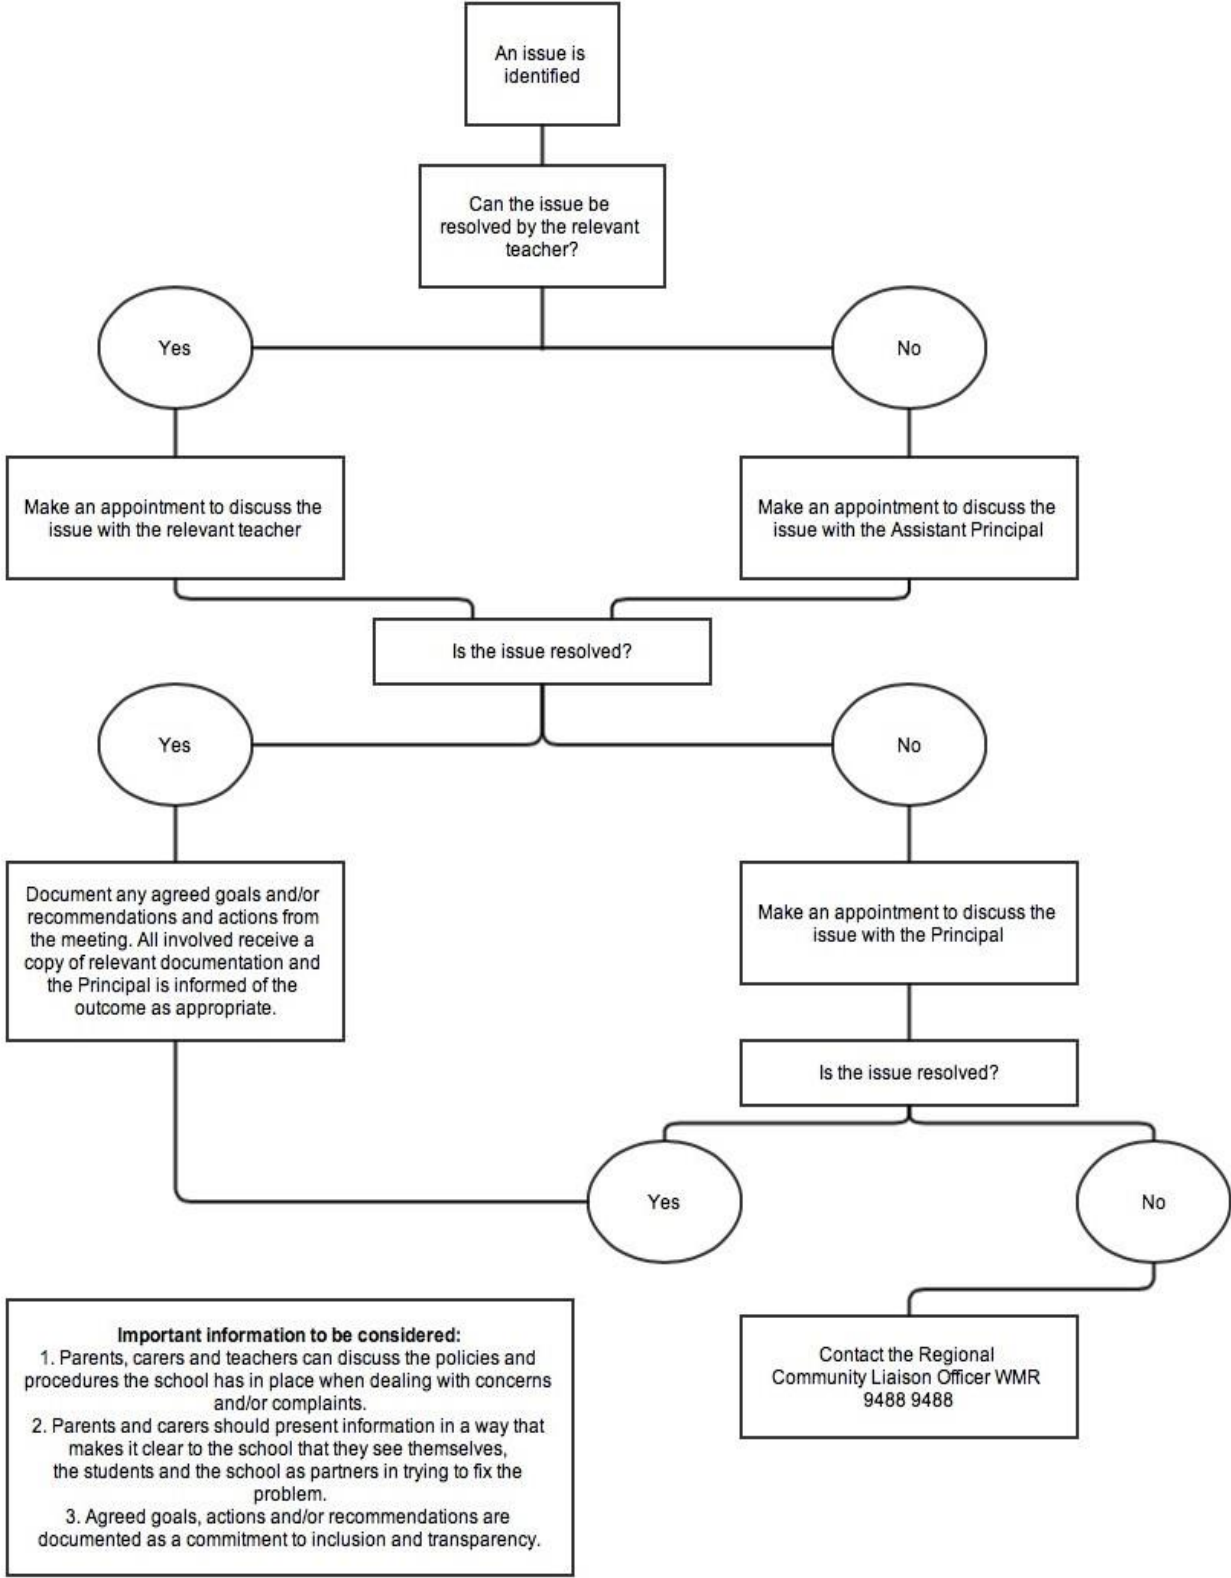 An issue is
identified
Can the issue be
resolved by the relevant
teacher?
Yes
No
Make an appointment to discuss the
issue with the relevant teacher
Make an appointment to discuss the
issue with the Assistant Principal
Is the issue resolved?
Yes
No
Document any agreed goals and/or
recommendations and actions from
the meeting. All involved receive a
copy of relevant documentation and
the Principal is informed of the
outcome as appropriate.
Make an appointment to discuss the
issue with the Principal
Is the issue resolved?
Yes
No
Important information to be considered:
1. Parents, carers and teachers can discuss the policies and
procedures the school has in place when dealing with concerns
and/or complaints.
2. Parents and carers should present information in a way that
makes it clear to the school that they see themselves,
the students and the school as partners in trying to fix the
problem.
3. Agreed goals, actions and/or recommendations are
documented as a commitment to inclusion and transparency.
Contact the Regional
Community Liaison Officer WMR
9488 9488